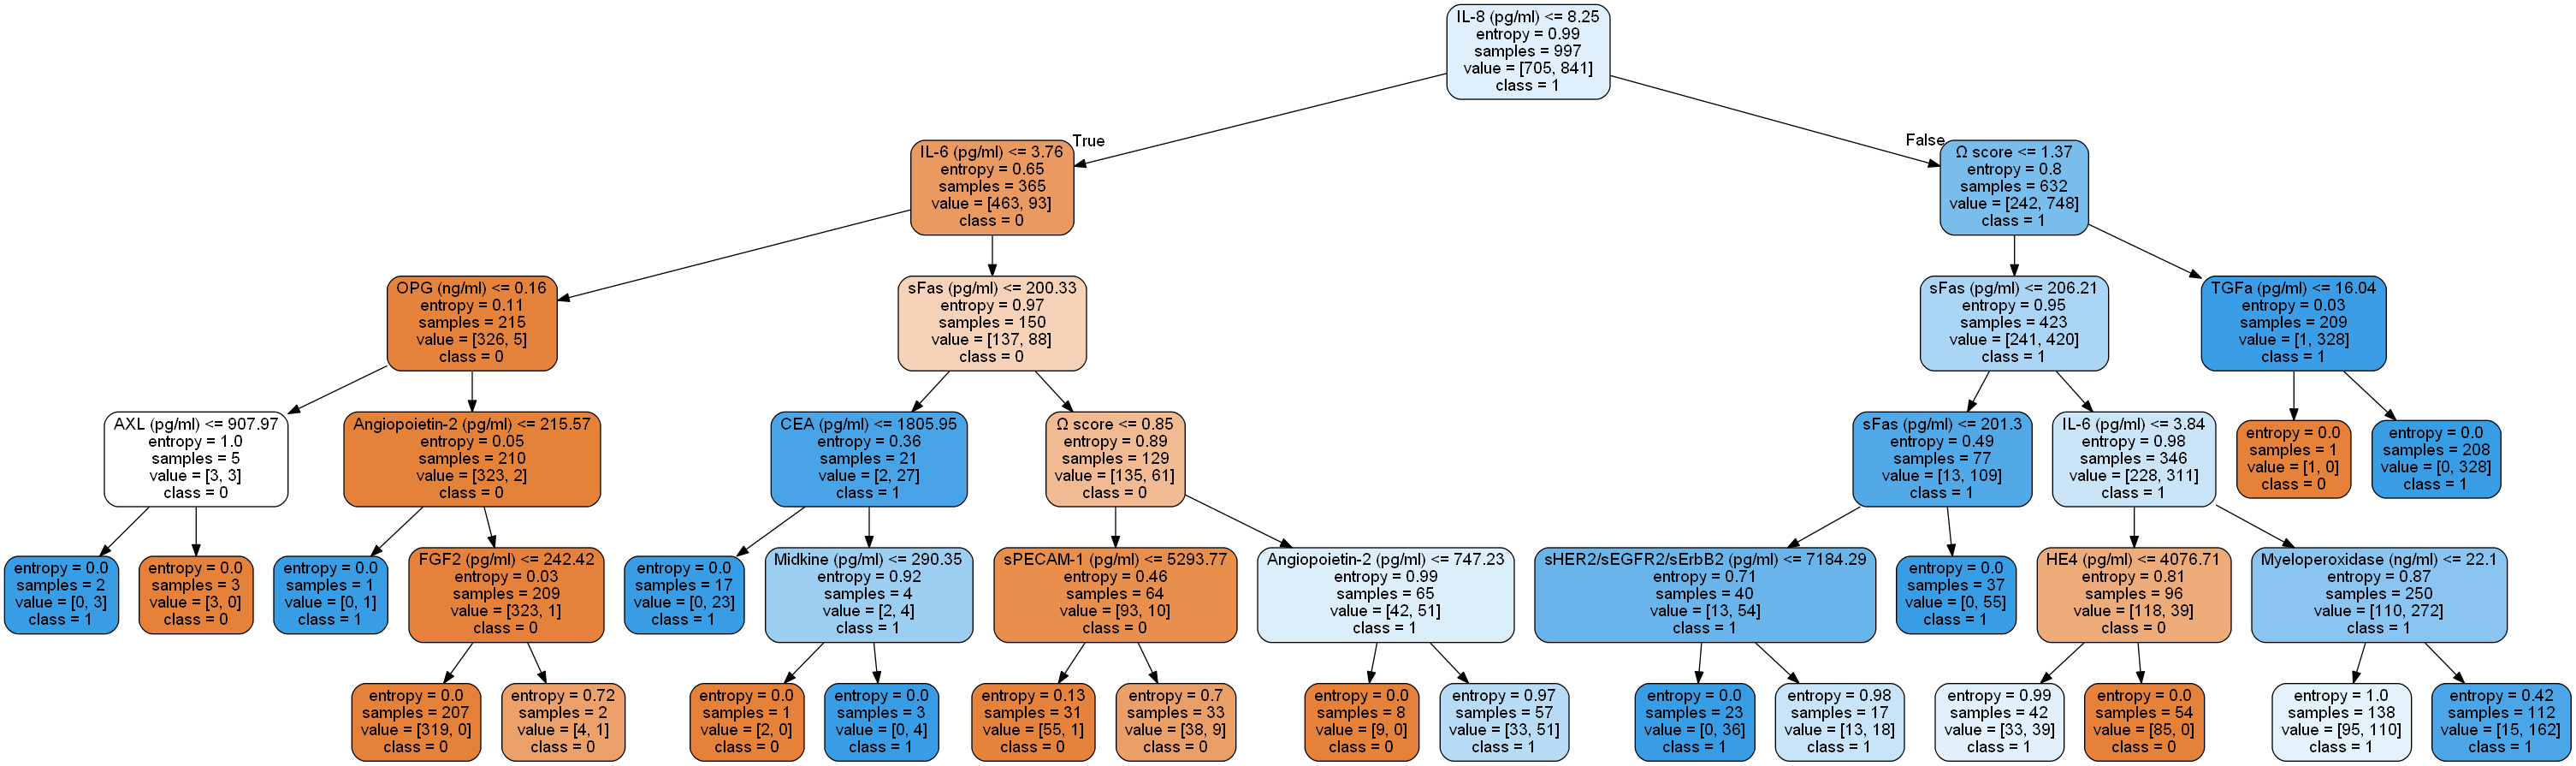 IL-8 (pg/ml) <= 8.25
entropy = 0.99
samples = 997
value = [705, 841]
class = 1
True
False
IL-6 (pg/ml) <= 3.76
entropy = 0.65
samples = 365
value = [463, 93]
class = 0
Ω score <= 1.37
entropy = 0.8
samples = 632
value = [242, 748]
class = 1
OPG (ng/ml) <= 0.16
entropy = 0.11
samples = 215
value = [326, 5]
class = 0
sFas (pg/ml) <= 200.33
entropy = 0.97
samples = 150
value = [137, 88]
class = 0
sFas (pg/ml) <= 206.21
entropy = 0.95
samples = 423
value = [241, 420]
class = 1
TGFa (pg/ml) <= 16.04
entropy = 0.03
samples = 209
value = [1, 328]
class = 1
AXL (pg/ml) <= 907.97
entropy = 1.0
samples = 5
value = [3, 3]
class = 0
Angiopoietin-2 (pg/ml) <= 215.57
entropy = 0.05
samples = 210
value = [323, 2]
class = 0
CEA (pg/ml) <= 1805.95
entropy = 0.36
samples = 21
value = [2, 27]
class = 1
Ω score <= 0.85
entropy = 0.89
samples = 129
value = [135, 61]
class = 0
sFas (pg/ml) <= 201.3
entropy = 0.49
samples = 77
value = [13, 109]
class = 1
IL-6 (pg/ml) <= 3.84
entropy = 0.98
samples = 346
value = [228, 311]
class = 1
entropy = 0.0
samples = 1
value = [1, 0]
class = 0
entropy = 0.0
samples = 208
value = [0, 328]
class = 1
entropy = 0.0
samples = 2
value = [0, 3]
class = 1
entropy = 0.0
samples = 3
value = [3, 0]
class = 0
entropy = 0.0
samples = 1
value = [0, 1]
class = 1
FGF2 (pg/ml) <= 242.42
entropy = 0.03
samples = 209
value = [323, 1]
class = 0
entropy = 0.0
samples = 17
value = [0, 23]
class = 1
Midkine (pg/ml) <= 290.35
entropy = 0.92
samples = 4
value = [2, 4]
class = 1
sPECAM-1 (pg/ml) <= 5293.77
entropy = 0.46
samples = 64
value = [93, 10]
class = 0
Angiopoietin-2 (pg/ml) <= 747.23
entropy = 0.99
samples = 65
value = [42, 51]
class = 1
sHER2/sEGFR2/sErbB2 (pg/ml) <= 7184.29
entropy = 0.71
samples = 40
value = [13, 54]
class = 1
entropy = 0.0
samples = 37
value = [0, 55]
class = 1
HE4 (pg/ml) <= 4076.71
entropy = 0.81
samples = 96
value = [118, 39]
class = 0
Myeloperoxidase (ng/ml) <= 22.1
entropy = 0.87
samples = 250
value = [110, 272]
class = 1
entropy = 0.0
samples = 207
value = [319, 0]
class = 0
entropy = 0.72
samples = 2
value = [4, 1]
class = 0
entropy = 0.0
samples = 1
value = [2, 0]
class = 0
entropy = 0.0
samples = 3
value = [0, 4]
class = 1
entropy = 0.13
samples = 31
value = [55, 1]
class = 0
entropy = 0.7
samples = 33
value = [38, 9]
class = 0
entropy = 0.0
samples = 8
value = [9, 0]
class = 0
entropy = 0.97
samples = 57
value = [33, 51]
class = 1
entropy = 0.0
samples = 23
value = [0, 36]
class = 1
entropy = 0.98
samples = 17
value = [13, 18]
class = 1
entropy = 0.99
samples = 42
value = [33, 39]
class = 1
entropy = 0.0
samples = 54
value = [85, 0]
class = 0
entropy = 1.0
samples = 138
value = [95, 110]
class = 1
entropy = 0.42
samples = 112
value = [15, 162]
class = 1